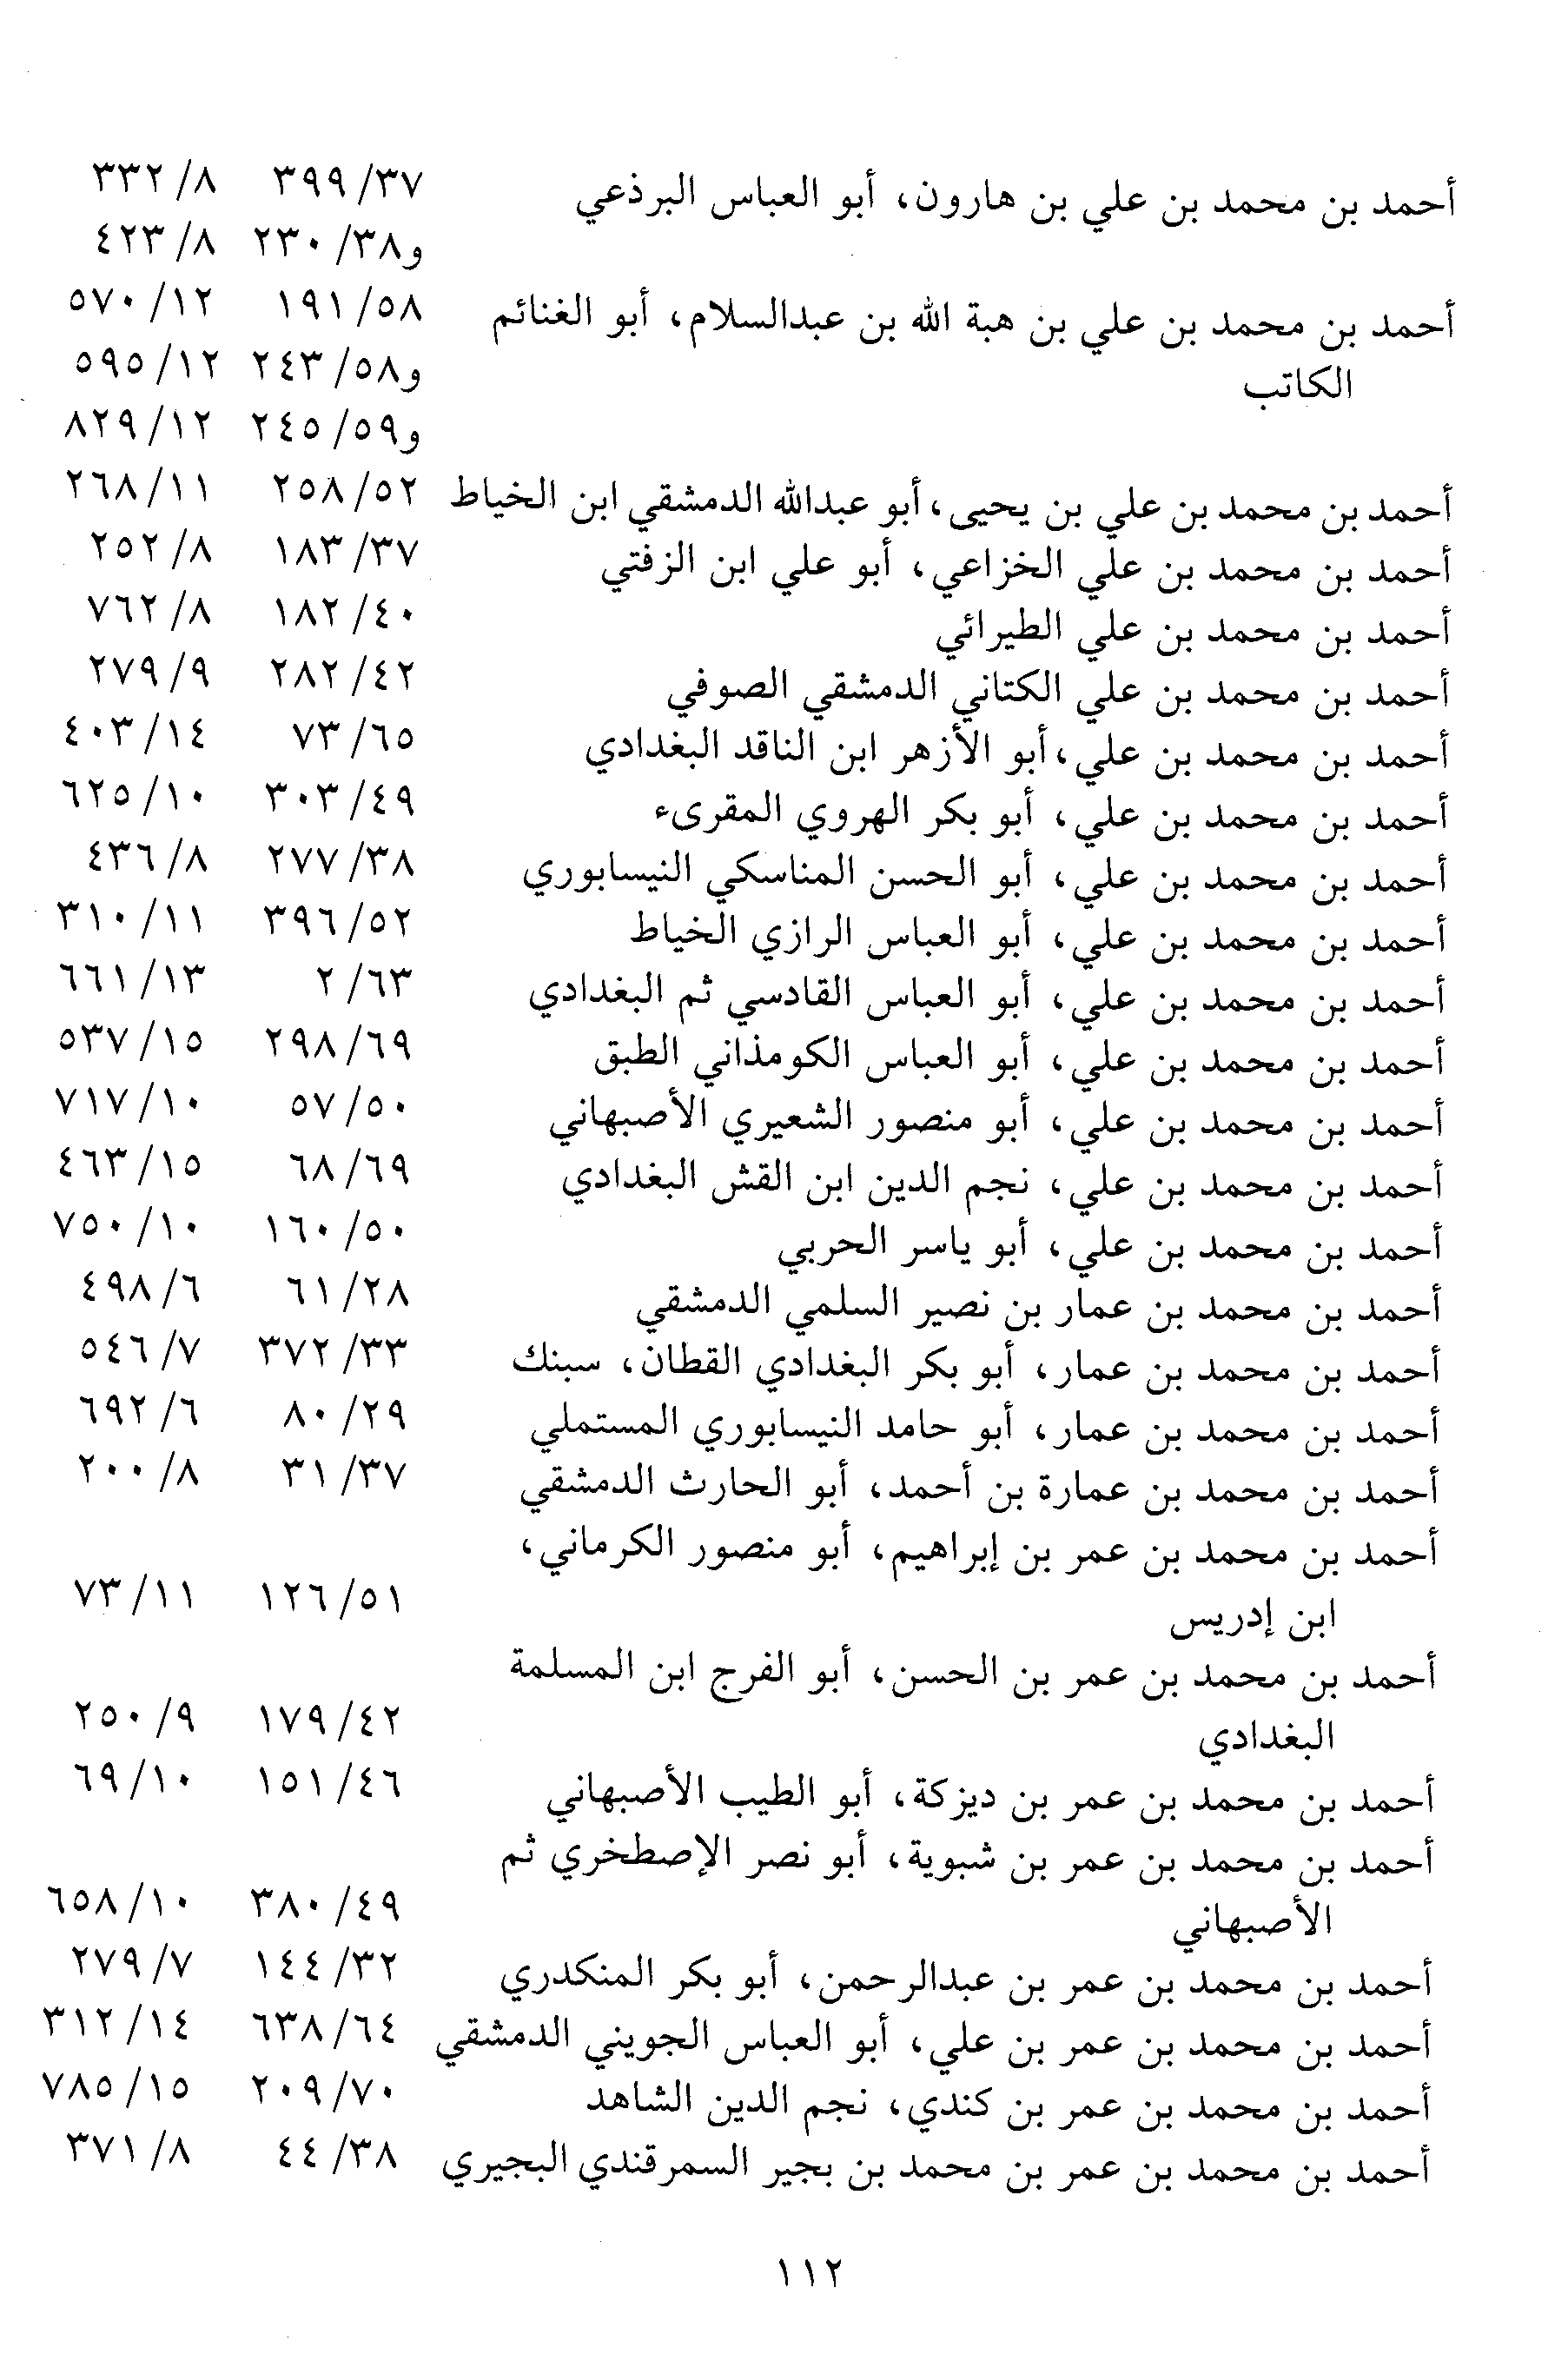 أحمد بن محمد بن علي بن هارون، أبو العباس البرذعي ٣٧/ ٣٩٩ ٨/ ٣٣٢
و٣٨/ ٢٣٠ ٨/ ٤٢٣
أحمد بن محمد بن علي بن هبة الله بن عبدالسلام، أبو الغنائم ٥٨/ ١٩١ ١٢/ ٥٧٠
الكاتب و٥٨/ ٢٤٣ ١٢/ ٥٩٥
و٥٩/ ٢٤٥ ١٢/ ٨٢٩
أحمد بن محمد بن علي بن يحيى، أبو عبدالله الدمشقي ابن الخياط ٥٢/ ٢٥٨ ١١/ ٢٦٨
أحمد بن محمد بن علي الخزاعي، أبو علي ابن الزفتي ٣٧/ ١٨٣ ٨/ ٢٥٢
أحمد بن محمد بن علي الطيرائي ٤٠/ ١٨٢ ٨/ ٧٦٢
أحمد بن محمد بن علي الكتاني الدمشقي الصوفي ٤٢/ ٢٨٢ ٩/ ٢٧٩
أحمد بن محمد بن علي، أبو الأزهر ابن الناقد البغدادي ٦٥/ ٧٣ ١٤/ ٤٠٣
أحمد بن محمد بن علي، أبو بكر الهروي المقرىء ٤٩/ ٣٠٣ ١٠/ ٦٢٥
أحمد بن محمد بن علي، أبو الحسن المناسكي النيسابوري ٣٨/ ٢٧٧ ٨/ ٤٣٦
أحمد بن محمد بن علي، أبو العباس الرازي الخياط ٥٢/ ٣٩٦ ١١/ ٣١٠
أحمد بن محمد بن علي، أبو العباس القادسي ثم البغدادي ٦٣/ ٢ ١٣/ ٦٦١
أحمد بن محمد بن علي، أبو العباس الكومذاني الطبق ٦٩/ ٢٩٨ ١٥/ ٥٣٧
أحمد بن محمد بن علي، أبو منصور الشعيري الأصبهاني ٥٠/ ٥٧ ١٠/ ٧١٧
أحمد بن محمد بن علي، نجم الدين ابن القش البغدادي ٦٩/ ٦٨ ١٥/ ٤٦٣
أحمد بن محمد بن علي، أبو ياسر الحربي ٥٠/ ١٦٠ ١٠/ ٧٥٠
أحمد بن محمد بن عمار بن نصير السلمي الدمشقي ٢٨/ ٦١ ٦/ ٤٩٨
أحمد بن محمد بن عمار، أبو بكر البغدادي القطان، سبنك ٣٣/ ٣٧٢ ٧/ ٥٤٦
أحمد بن محمد بن عمار، أبو حامد النيسابوري المستملي ٢٩/ ٨٠ ٦/ ٦٩٢
أحمد بن محمد بن عمارة بن أحمد، أبو الحارث الدمشقي ٣٧/ ٣١ ٨/ ٢٠٠
أحمد بن محمد بن عمر بن إبراهيم، أبو منصور الكرماني،
ابن إدريس ٥١/ ١٢٦ ١١/ ٧٣
أحمد بن محمد بن عمر بن الحسن، أبو الفرج ابن المسلمة
البغدادي ٤٢/ ١٧٩ ٩/ ٢٥٠
أحمد بن محمد بن عمر بن ديزكة، أبو الطيب الأصبهاني ٤٦/ ١٥١ ١٠/ ٦٩
أحمد بن محمد بن عمر بن شبوية، أبو نصر الإصطخري ثم
الأصبهاني ٤٩/ ٣٨٠ ١٠/ ٦٥٨
أحمد بن محمد بن عمر بن عبدالرحمن، أبو بكر المنكدري ٣٢/ ١٤٤ ٧/ ٢٧٩
أحمد بن محمد بن عمر بن علي، أبو العباس الجويني الدمشقي ٦٤/ ٦٣٨ ١٤/ ٣١٢
أحمد بن محمد بن عمر بن كندي، نجم الدين الشاهد ٧٠/ ٢٠٩ ١٥/ ٧٨٥
أحمد بن محمد بن عمر بن محمد بن بجير السمرقندي البجيري ٣٨/ ٤٤ ٨/ ٣٧١
١١٢